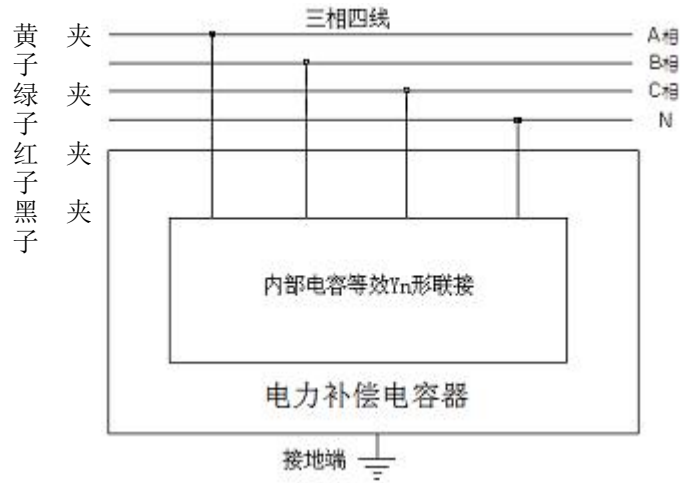 三相四线
黄 夹
子
绿 夹
子
红 夹
子
黑 夹
子
A相
B相
C相
N
内部电容等效Yn形联接
电力补偿电容器
接地端